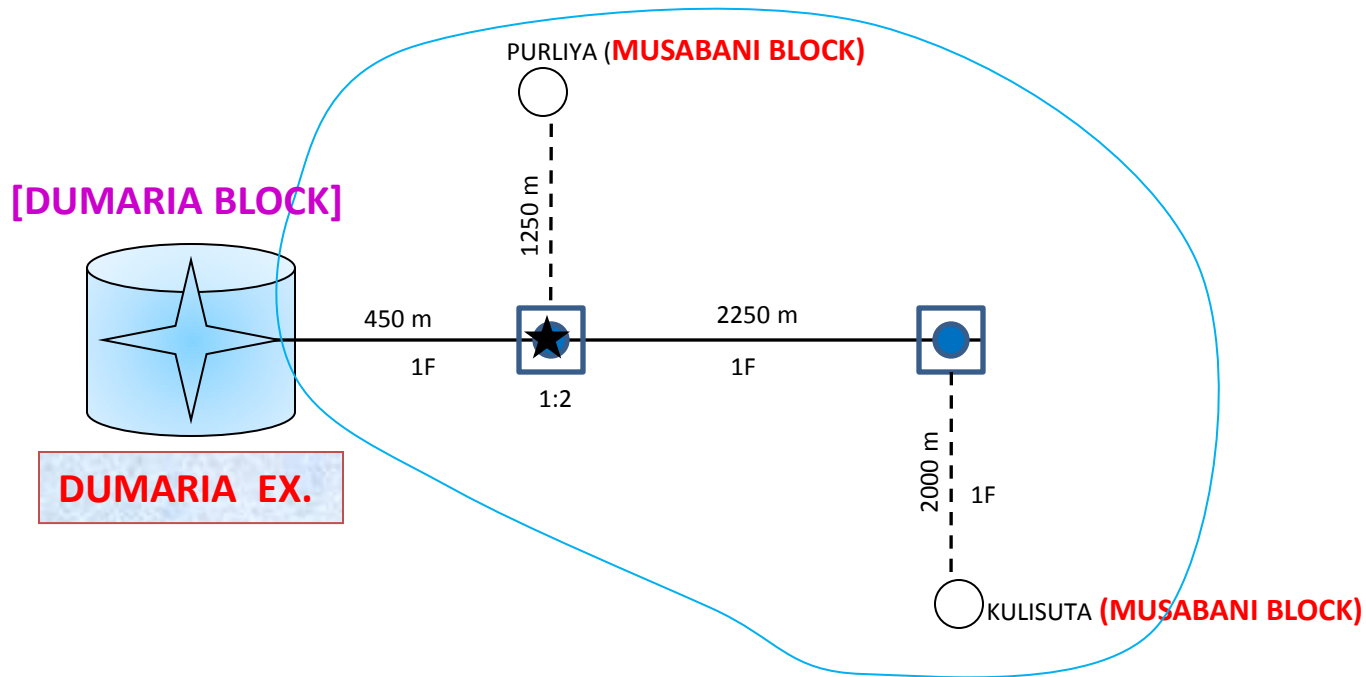 PURLIYA (MUSABANI BLOCK)
[DUMARIA BLOCK]
1250 m
450 m
2250 m
1F
1F
1:2
DUMARIA EX.
2000 m
1F
KULISUTA (MUSABANI BLOCK)